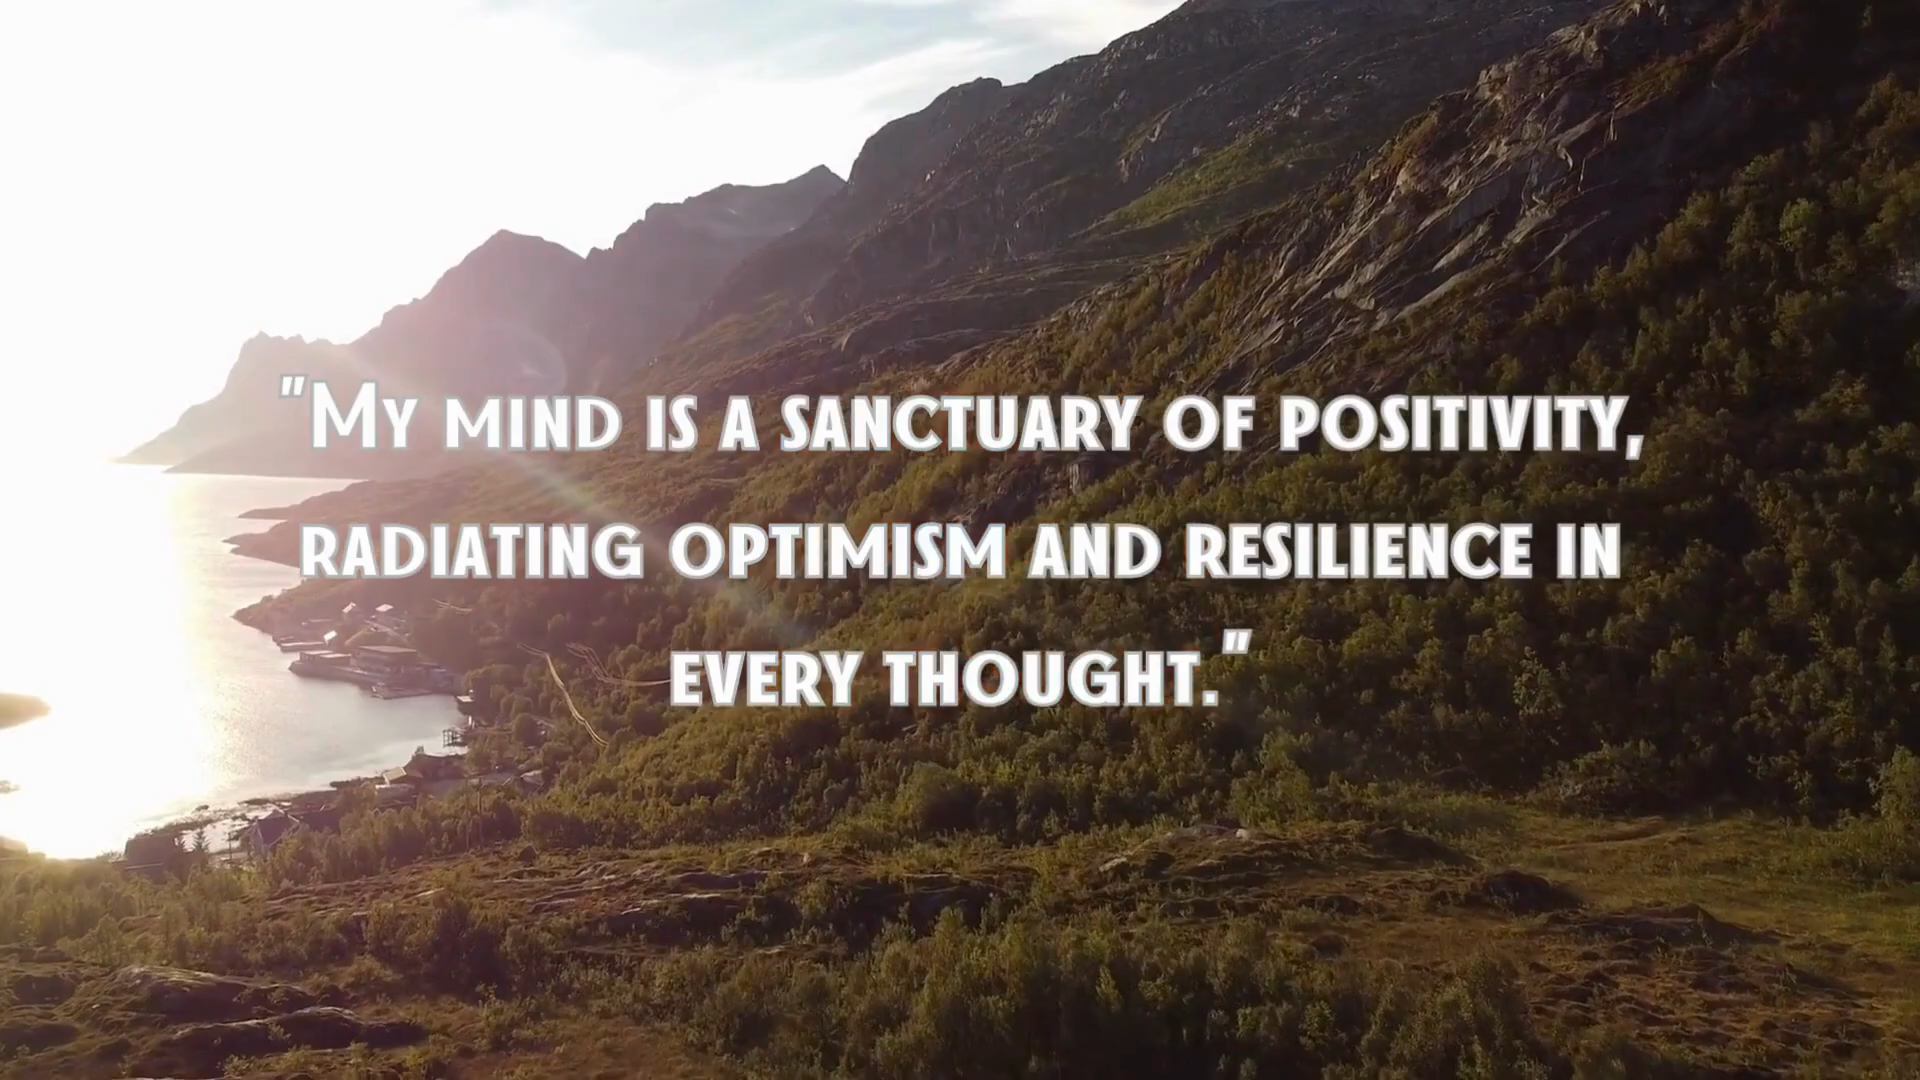 "My mind is a sanctuary of positivity,
radiating optimism and resilience in
every thought."